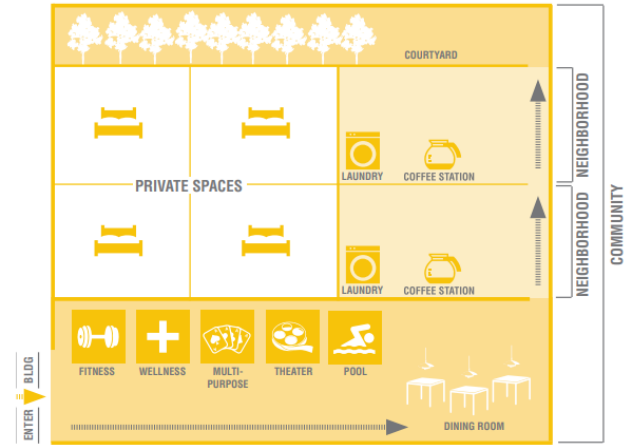 COURTYARD
NEIGHBORHOOD
LAUNDRY
COFFEE STATION
PRIVATE SPACES
COMMUNITY
NEIGHBORHOOD
LAUNDRY
COFFEE STATION
FITNESS
WELLNESS
MULTI-
PURPOSE
THEATER
POOL
ENTER BLDG
DINING ROOM